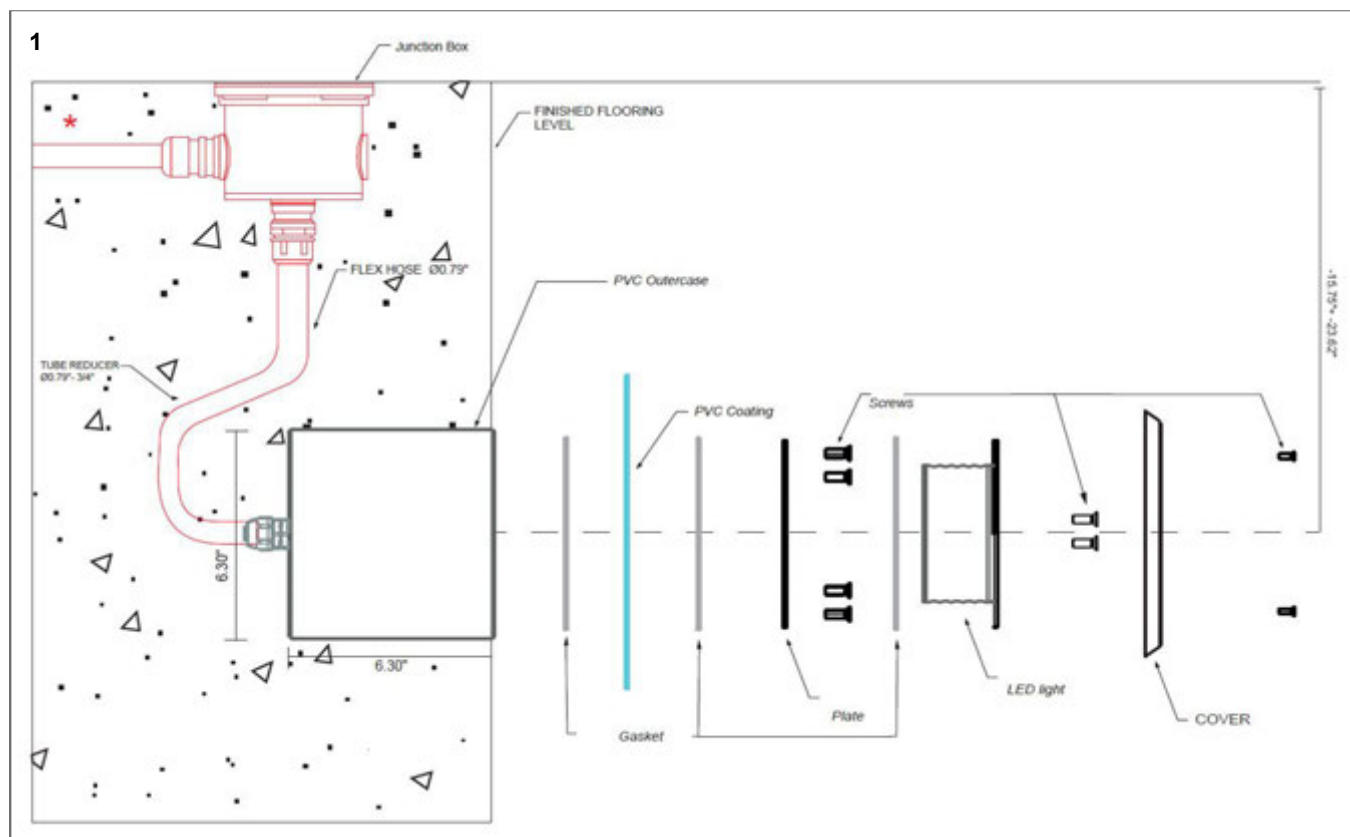 1
Junction Box
FINISHED FLOORING
LEVEL
*
FLEX HOSE Ø0.79"
PVC Outercase
-15.75"÷ -23.62"
TUBE REDUCER
Ø0.79"- 3/4"
PVC Coating
Screws
6.30"
6.30"
LED light
Plate
COVER
Gasket